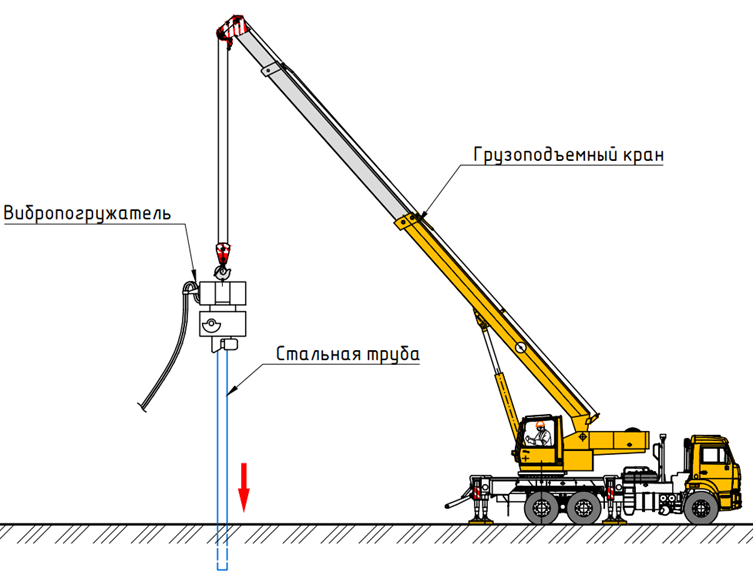 Грузоподъемный кран
Вибропогружатель
Стальная труба